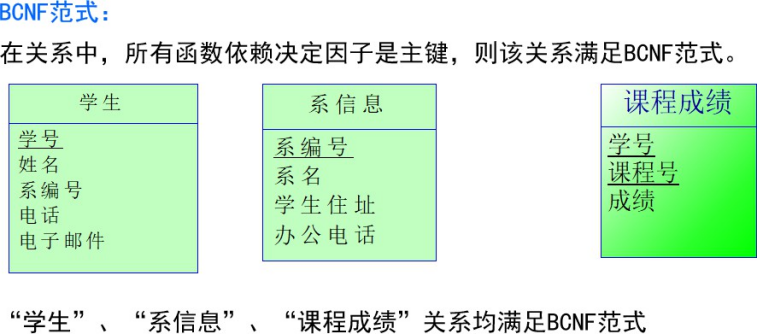 BCNF范式：
在关系中，所有函数依赖决定因子是主键，则该关系满足BCNF范式。
学生
学号
姓名
系编号
电话
电子邮件
系信息
系编号
系名
学生住址
办公电话
课程成绩
学号
课程号
成绩
“学生”、“系信息”、“课程成绩”关系均满足BCNF范式